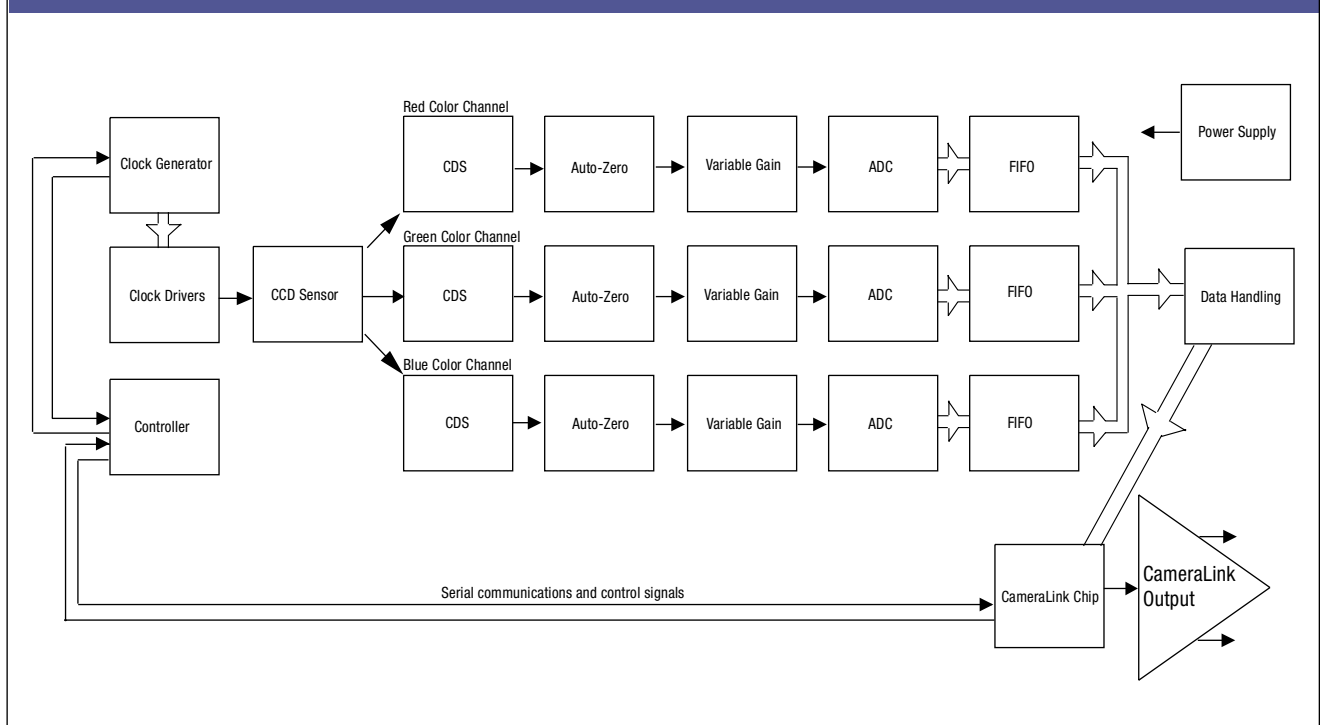 Red Color Channel
Clock Generator
CDS
Auto-Zero
Variable Gain
ADC
FIFO
Power Supply
Green Color Channel
Clock Drivers
CCD Sensor
CDS
Auto-Zero
Variable Gain
ADC
FIFO
Data Handling
Blue Color Channel
Controller
CDS
Auto-Zero
Variable Gain
ADC
FIFO
Serial communications and control signals
CameraLink Chip
CameraLink
Output